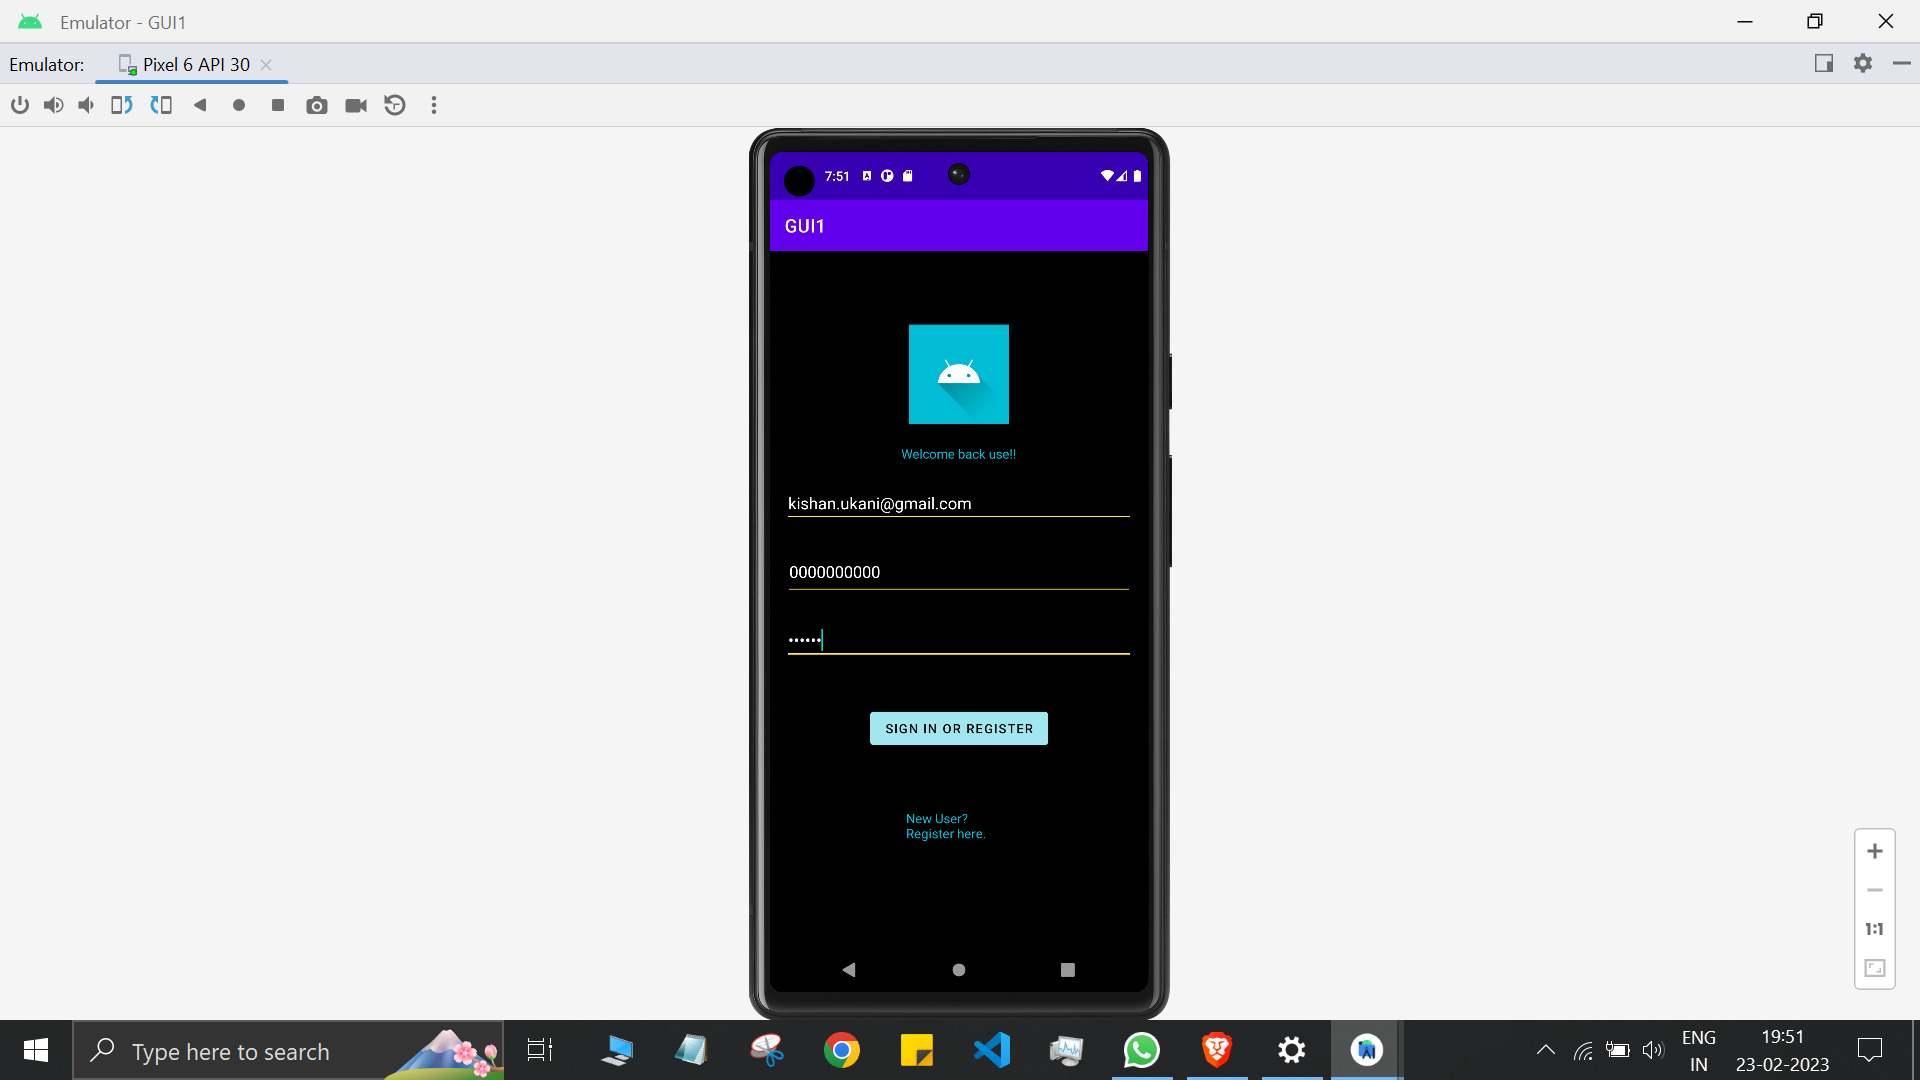 Emulator - GUI1
Emulator: Pixel 6 API 30
7:51
GUI1
Welcome back use!!
kishan.ukani@gmail.com
0000000000
••••••
SIGN IN OR REGISTER
New User?
Register here.
1:1
Type here to search
ENG
IN
19:51
23-02-2023